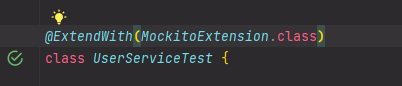 @ExtendWith(MockitoExtension.class)
class UserServiceTest {